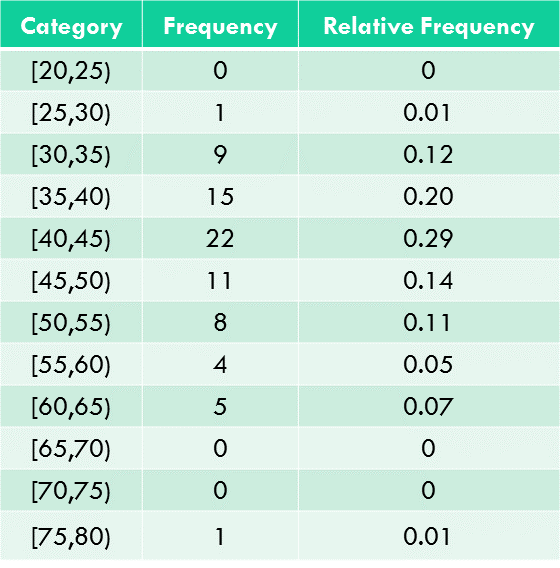 Category Frequency Relative Frequency
[20,25) 0 0
[25,30) 1 0.01
[30,35) 9 0.12
[35,40) 15 0.20
[40,45) 22 0.29
[45,50) 11 0.14
[50,55) 8 0.11
[55,60) 4 0.05
[60,65) 5 0.07
[65,70) 0 0
[70,75) 0 0
[75,80) 1 0.01